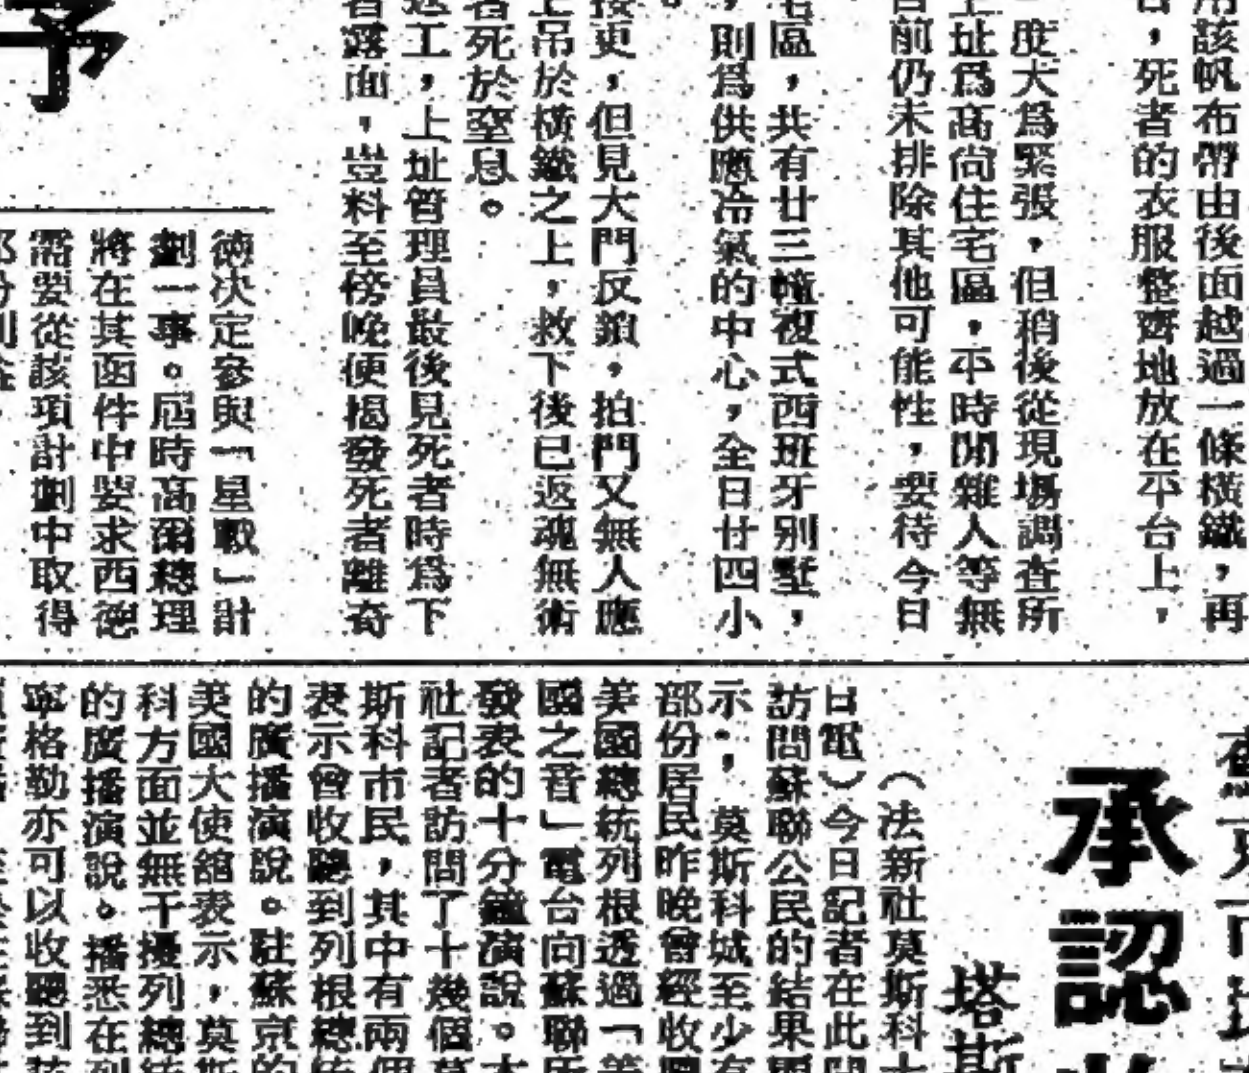 用該帆布帶由後面越過一條橫鐵，再
，死者的衣服整齊地放在平台上，
度大為緊張，但稍後從現塲調查所
上址爲高尚住宅區，平時閒雜人等無
目前仍未排除其他可能性，要待今日
宅區，共有廿三幢複式西班牙别墅，
，則爲供應冷氣的中心，全日廿四小
接更，但見大門反鎖，拍門又無人應
上吊於橫鐵之上，救下後已返魂無術
者死於窒息。
返工，上址管理員最後見死者時爲下
者露面，豈料至傍晚便揭發死者離奇
予
德決定參與「星戰」計
劃一事。屆時高爾總理
將在其函件中要求西德
需要從該項計劃中取得
承認
塔斯
（法新社莫斯科
日電）今日記者在此間
訪問蘇聯公民的結果
示，莫斯科城至少有
部份居民昨晚曾經收聽
美國總統列根透過「美
國之音」電台向蘇聯所
發表的十分鐘演說。本
社記者訪問了十幾個莫
斯科市民，其中有兩個
表示曾收聽到列根總統
的廣播演說。駐蘇京的
美國大使館表示，莫斯
科方面並無干擾列總統
的廣播演說。播悉在列
寧格勒亦可以收聽到該